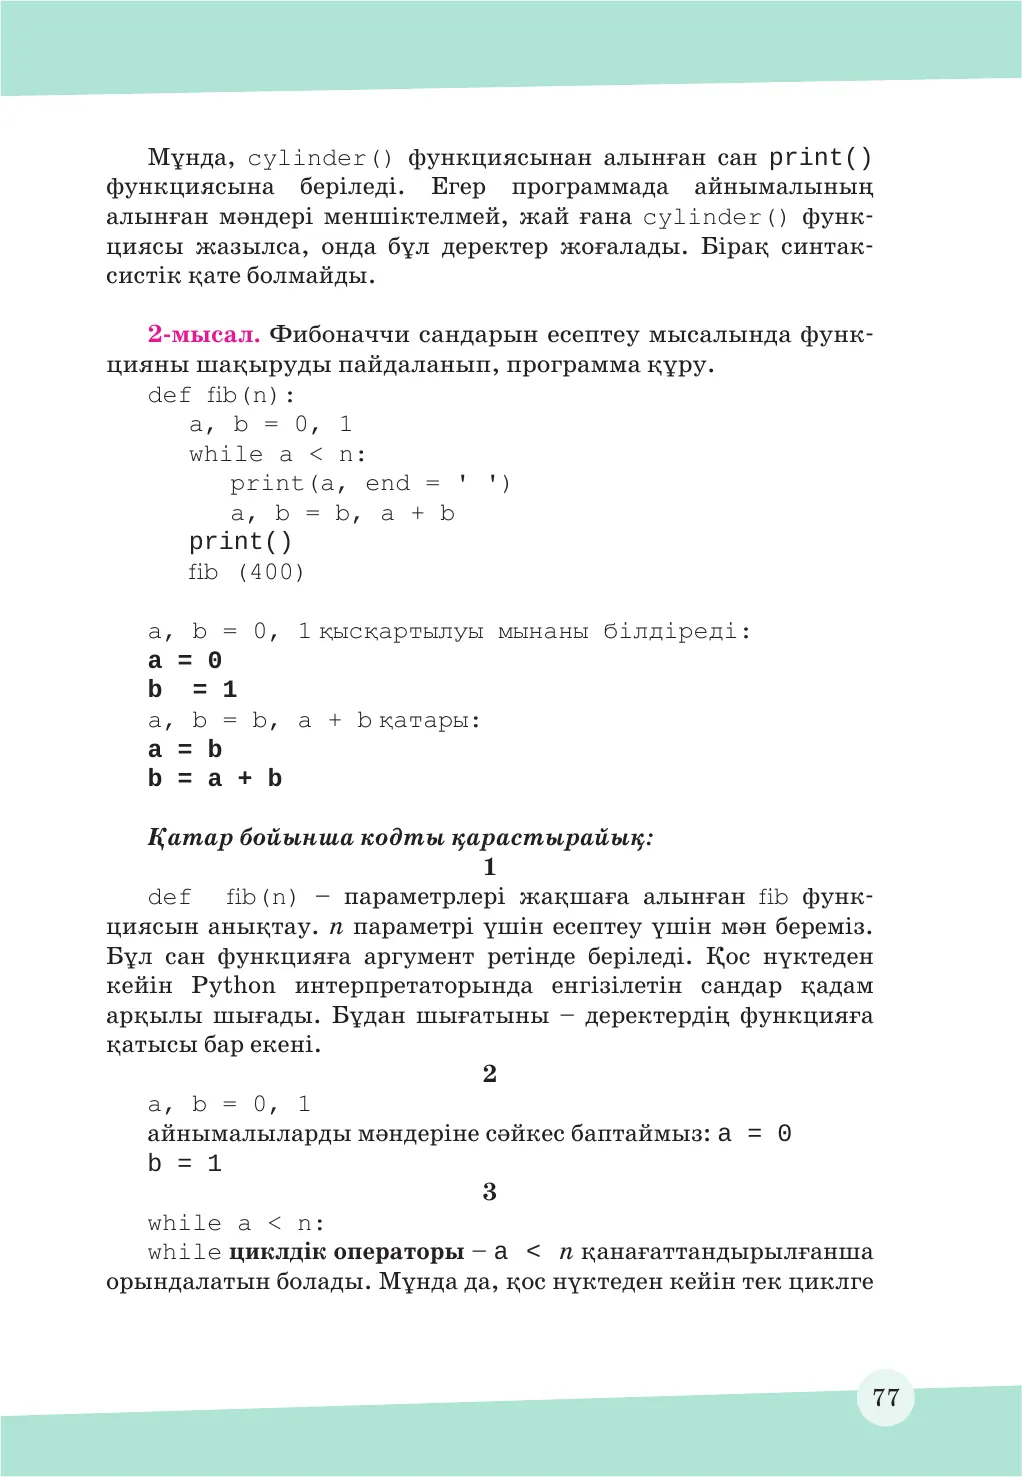 Мұнда, cylinder() функциясынан алынған сан print()
функциясына беріледі. Егер программада айнымалының
алынған мәндері меншіктелмей, жай ғана cylinder() функ-
циясы жазылса, онда бұл деректер жоғалады. Бірақ синтак-
систік қате болмайды.
2-мысал. Фибоначчи сандарын есептеу мысалында функ-
цияны шақыруды пайдаланып, программа құру.
def fib(n):
a, b = 0, 1
while a < n:
print(a, end = ' ')
a, b = b, a + b
print()
fib (400)
a, b = 0, 1 қысқартылуы мынаны білдіреді:
a = 0
b  = 1
a, b = b, a + b қатары:
a = b
b = a + b
Қатар бойынша кодты қарастырайық:
1
def  fib(n) – параметрлері жақшаға алынған fib функ-
циясын анықтау. n параметрі үшін есептеу үшін мән береміз.
Бұл сан функцияға аргумент ретінде беріледі. Қос нүктеден
кейін Python интерпретаторында енгізілетін сандар қадам
арқылы шығады. Бұдан шығатыны – деректердің функцияға
қатысы бар екені.
2
a, b = 0, 1
айнымалыларды мәндеріне сәйкес баптаймыз: a = 0
b = 1
3
while a < n:
while циклдік операторы – a < n қанағаттандырылғанша
орындалатын болады. Мұнда да, қос нүктеден кейін тек циклге
77